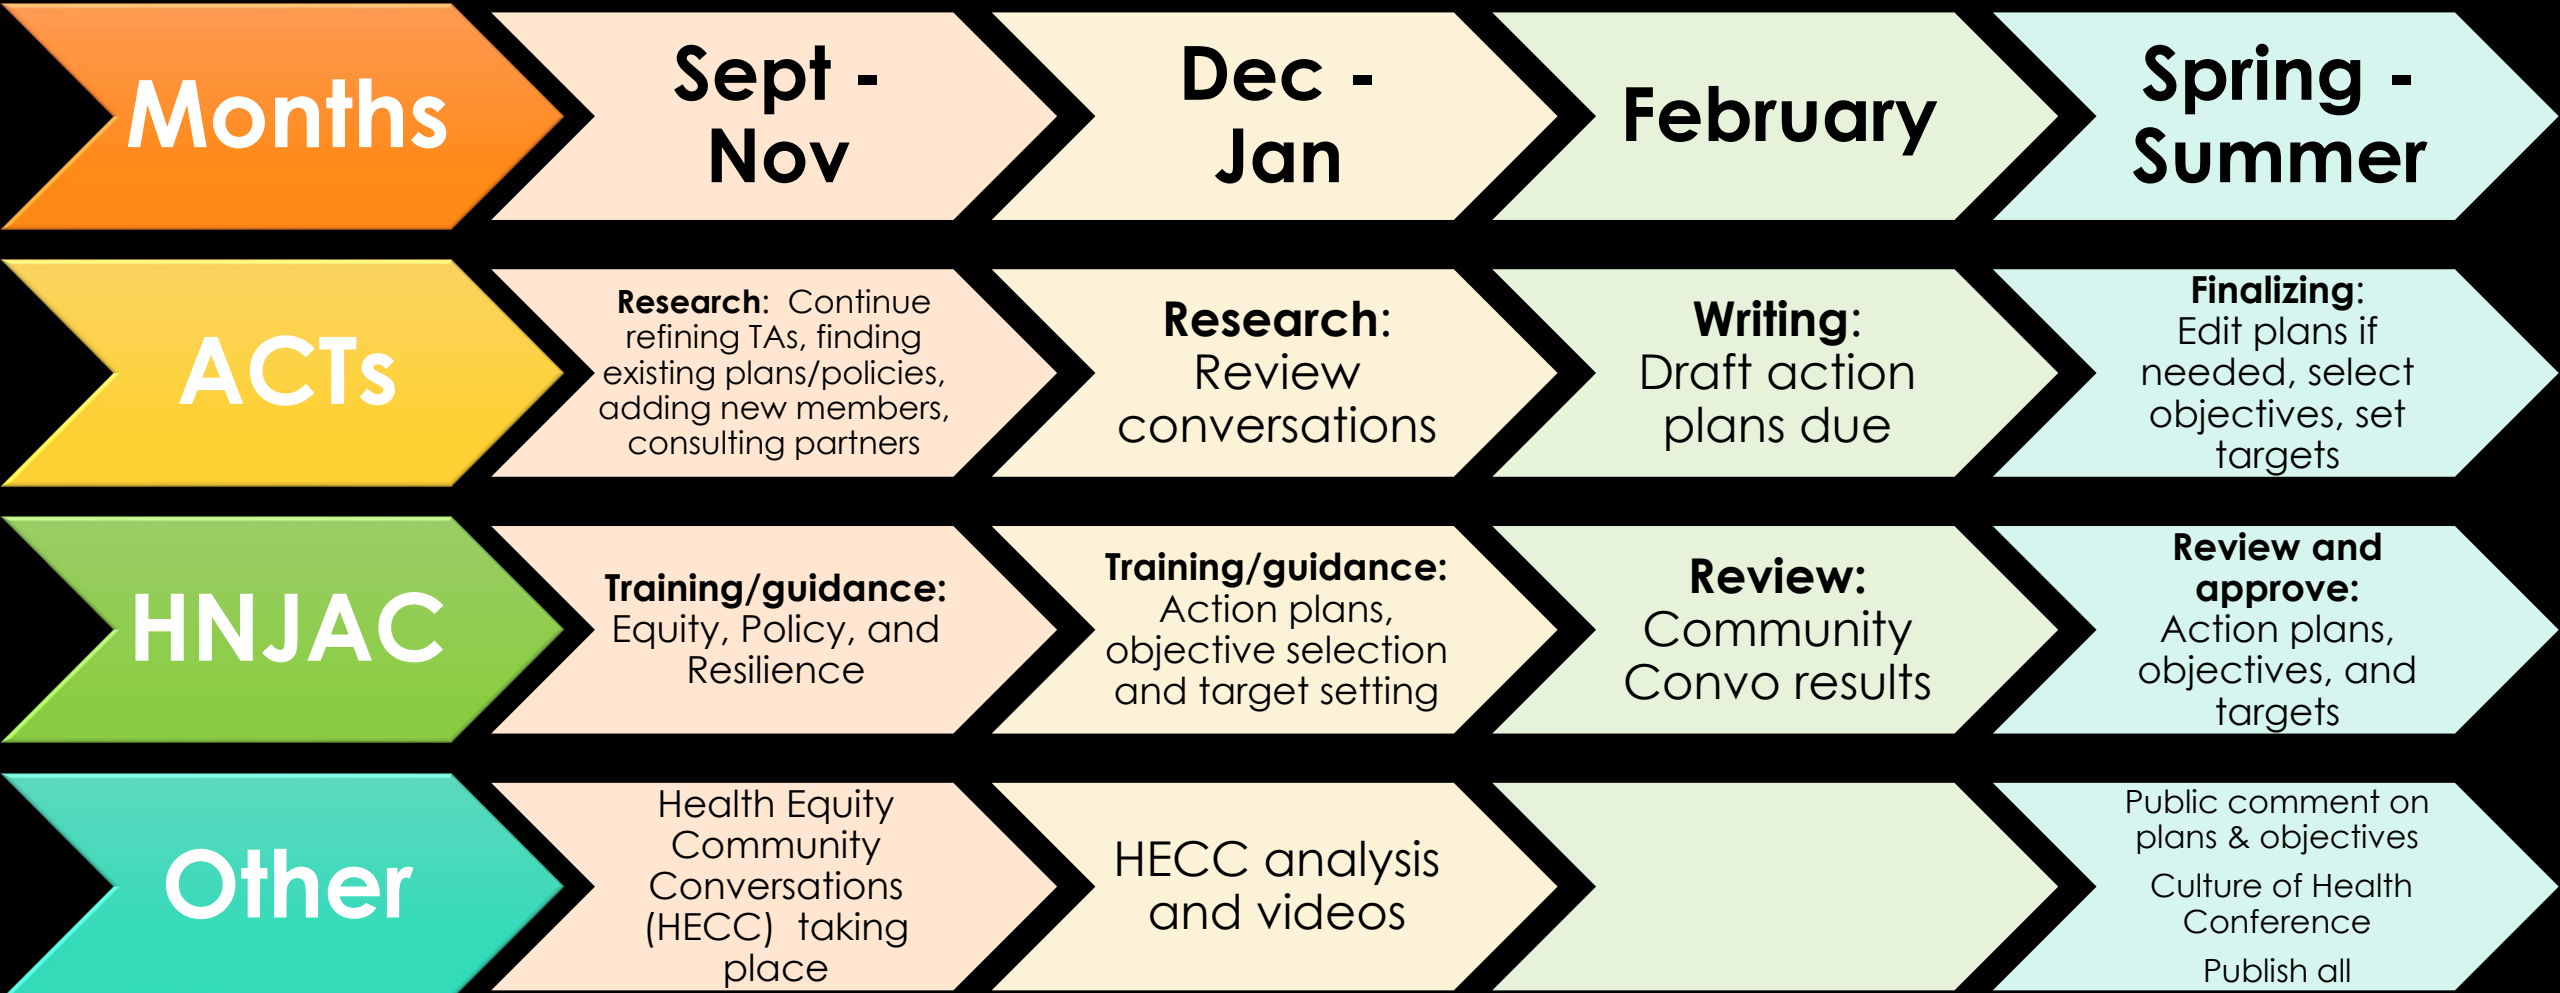 Months
Sept -
Nov
Dec -
Jan
February
Spring -
Summer
ACTs
Research:  Continue
refining TAs, finding
existing plans/policies,
adding new members,
consulting partners
Research:
Review
conversations
Writing:
Draft action
plans due
Finalizing:
Edit plans if
needed, select
objectives, set
targets
HNJAC
Training/guidance:
Equity, Policy, and
Resilience
Training/guidance:
Action plans,
objective selection
and target setting
Review:
Community
Convo results
Review and
approve:
Action plans,
objectives, and
targets
Other
Health Equity
Community
Conversations
(HECC)  taking
place
HECC analysis
and videos
Public comment on
plans & objectives
Culture of Health
Conference
Publish all